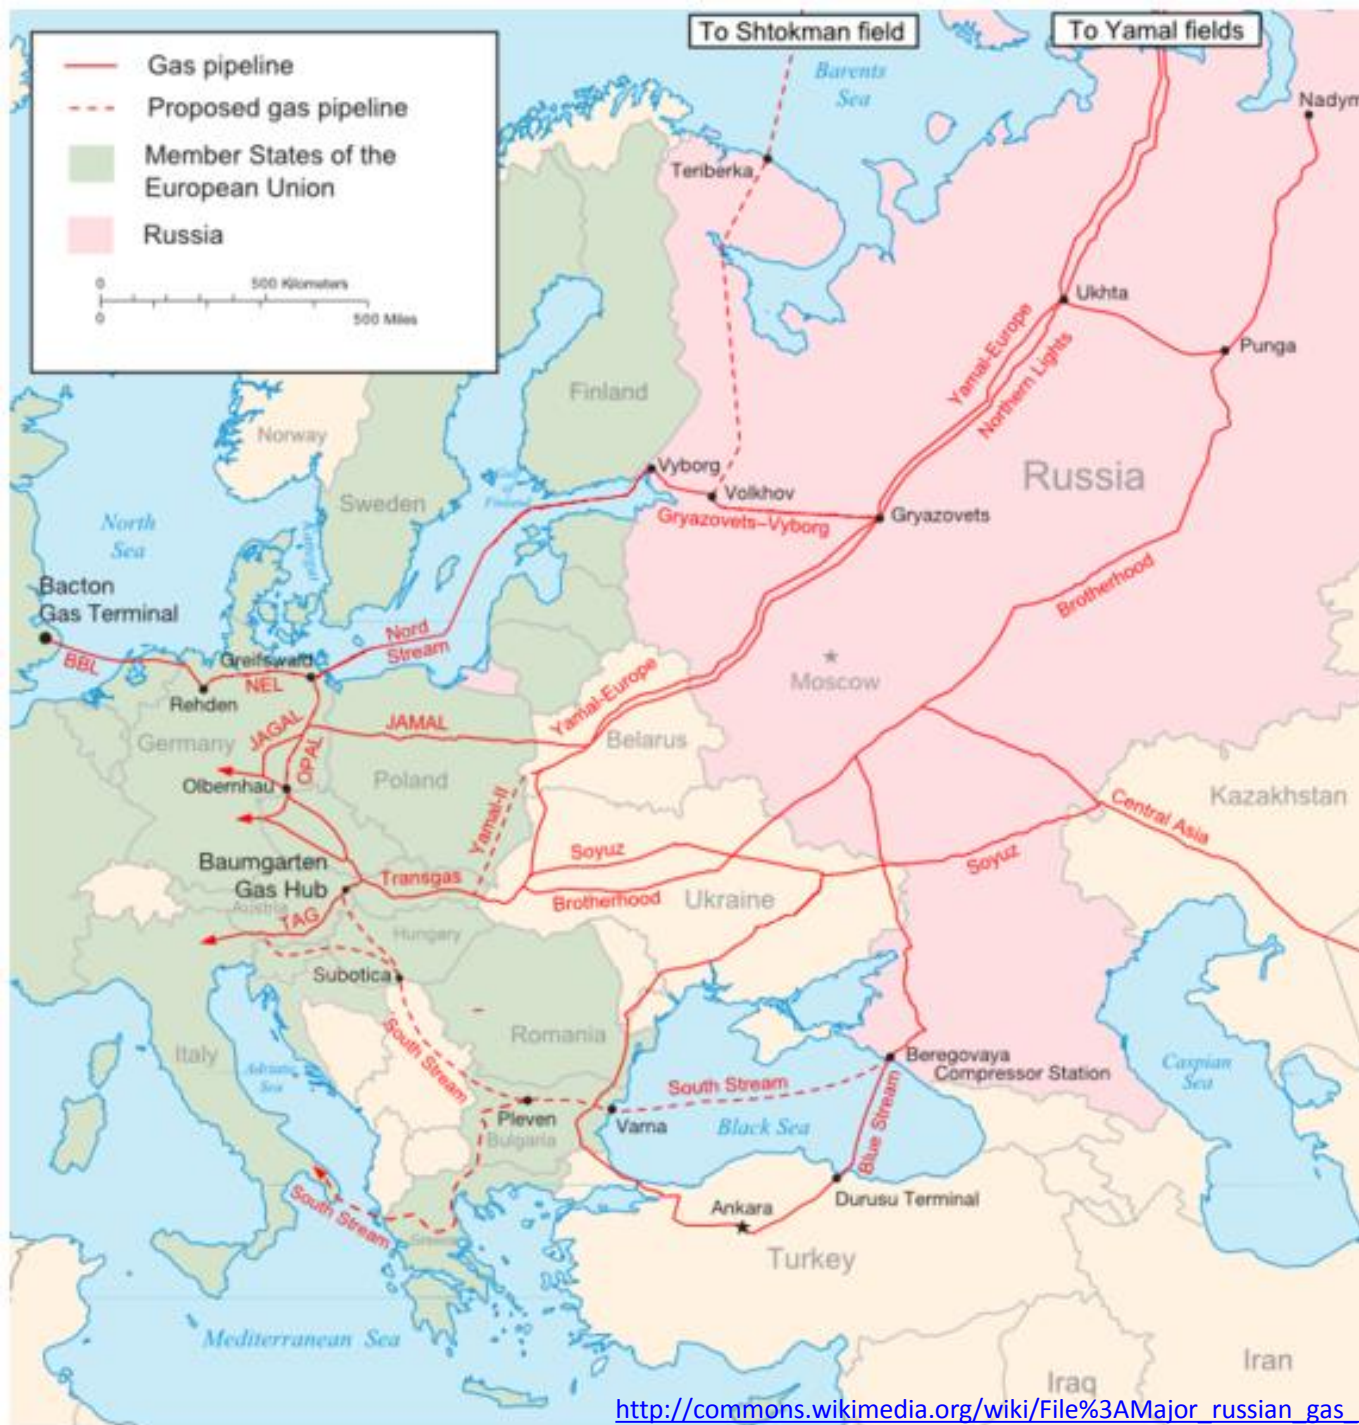 To Shtokman field
To Yamal fields
Gas pipeline
Proposed gas pipeline
Member States of the
European Union
Russia
0
500 Kilometers
0
500 Miles
Barents
Sea
Nadym
Teriberka
Ukhta
Punga
Yamal-Europe
Northern Lights
Finland
Norway
Sweden
Vyborg
Volkhov
Gryazovets–Vyborg
Gryazovets
Russia
North
Sea
Kattegat
Bacton
Gas Terminal
BBL
Greifswald
NEL
Rehden
Nord
Stream
Brotherhood
Moscow
Yamal-Europe
Belarus
JAGAL
JAMAL
Germany
OPAL
Poland
Olbernhau
Yamal-II
Kazakhstan
Central Asia
Soyuz
Soyuz
Baumgarten
Gas Hub
Transgas
Brotherhood
Ukraine
Austria
TAG
Hungary
Subotica
South Stream
Romania
Italy
Adriatic
Sea
Beregovaya
Compressor Station
Caspian
Sea
South Stream
Blue Stream
Pleven
Bulgaria
Varna
Black Sea
South Stream
Greece
Ankara
Durusu Terminal
Turkey
Mediterranean Sea
Iraq
Iran
http://commons.wikimedia.org/wiki/File%3AMajor_russian_gas_